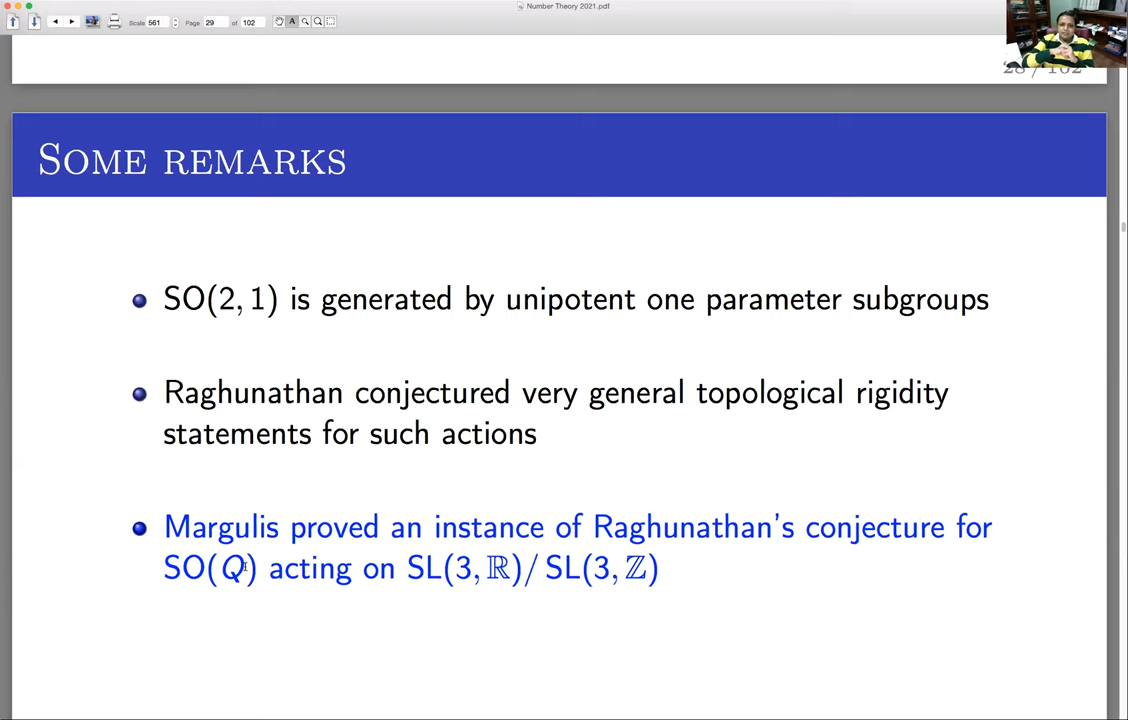 Number Theory 2021.pdf
Scale 561 Page 29 of 102
28 / 102
SOME REMARKS
SO(2, 1) is generated by unipotent one parameter subgroups
Raghunathan conjectured very general topological rigidity
statements for such actions
Margulis proved an instance of Raghunathan's conjecture for
SO(Q) acting on SL(3, ℝ)/ SL(3, ℤ)